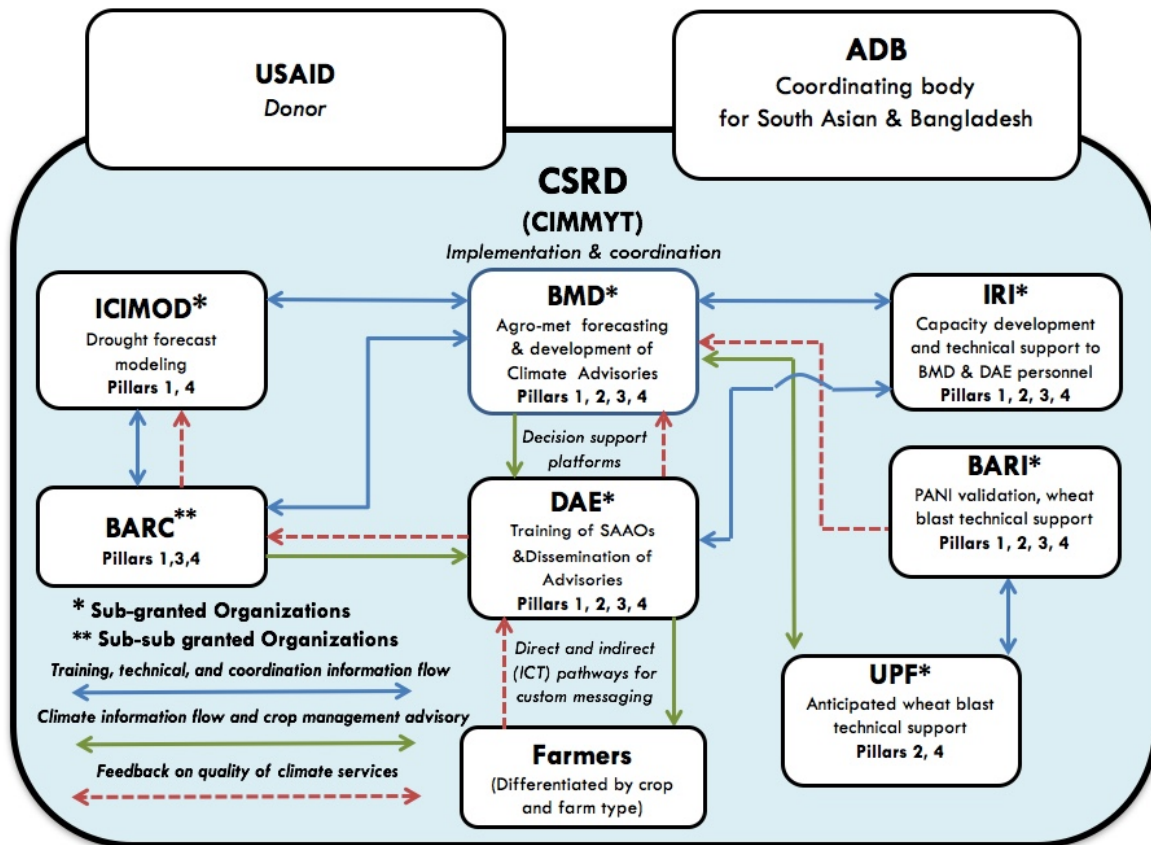 USAID
Donor
ADB
Coordinating body
for South Asian & Bangladesh
CSRD
(CIMMYT)
Implementation & coordination
ICIMOD*
Drought forecast
modeling
Pillars 1, 4
BMD*
Agro-met forecasting
& development of
Climate Advisories
Pillars 1, 2, 3, 4
IRI*
Capacity development
and technical support to
BMD & DAE personnel
Pillars 1, 2, 3, 4
Decision support
platforms
BARC**
Pillars 1,3,4
DAE*
Training of SAAOs
&Dissemination of
Advisories
Pillars 1, 2, 3, 4
BARI*
PANI validation, wheat
blast technical support
Pillars 1, 2, 3, 4
* Sub-granted Organizations
** Sub-sub granted Organizations
Training, technical, and coordination information flow
Climate information flow and crop management advisory
Feedback on quality of climate services
Direct and indirect
(ICT) pathways for
custom messaging
UPF*
Anticipated wheat blast
technical support
Pillars 2, 4
Farmers
(Differentiated by crop
and farm type)